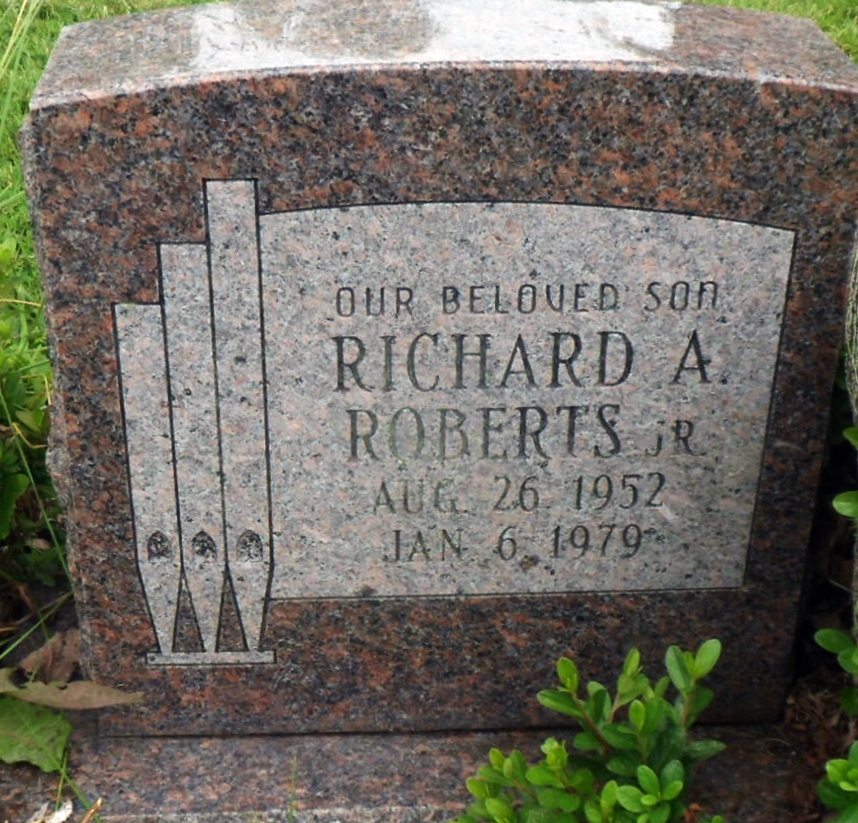 OUR BELOVED SON
RICHARD A.
ROBERTS JR
AUG. 26 1952
JAN 6 1979